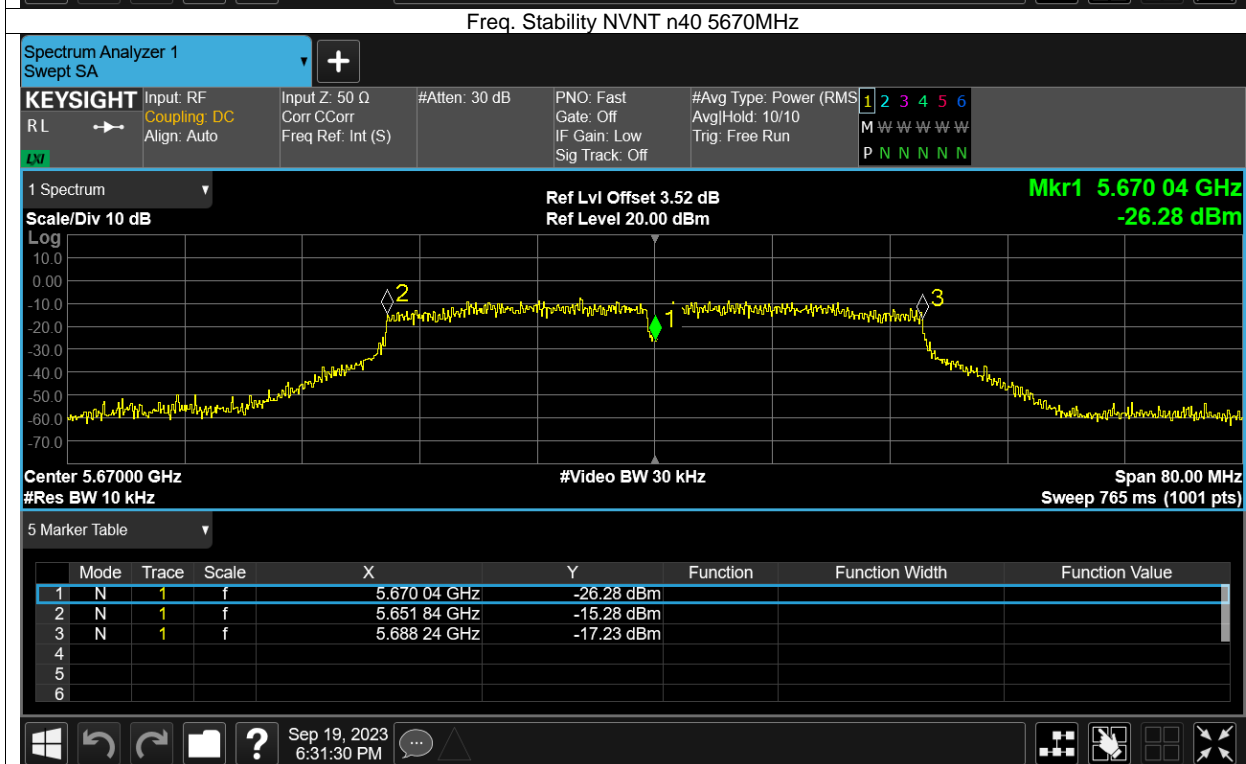 Freq. Stability NVNT n40 5670MHz
Spectrum Analyzer 1
Swept SA
KEYSIGHT Input: RF Input Z: 50 Ω #Atten: 30 dB PNO: Fast #Avg Type: Power (RMS 1 2 3 4 5 6
RL Coupling: DC Corr CCorr Gate: Off Avg|Hold: 10/10 M W W W W W
Align: Auto Freq Ref: Int (S) IF Gain: Low Trig: Free Run
LXI Sig Track: Off P N N N N N
1 Spectrum Ref Lvl Offset 3.52 dB Mkr1 5.670 04 GHz
Scale/Div 10 dB Ref Level 20.00 dBm -26.28 dBm
Log
10.0
0.00
-10.0
-20.0
-30.0
-40.0
-50.0
-60.0
-70.0
2
1
3
Center 5.67000 GHz #Video BW 30 kHz Span 80.00 MHz
#Res BW 10 kHz Sweep 765 ms (1001 pts)
5 Marker Table
Mode Trace Scale X Y Function Function Width Function Value
1 N 1 f 5.670 04 GHz -26.28 dBm
2 N 1 f 5.651 84 GHz -15.28 dBm
3 N 1 f 5.688 24 GHz -17.23 dBm
4
5
6
? Sep 19, 2023
6:31:30 PM